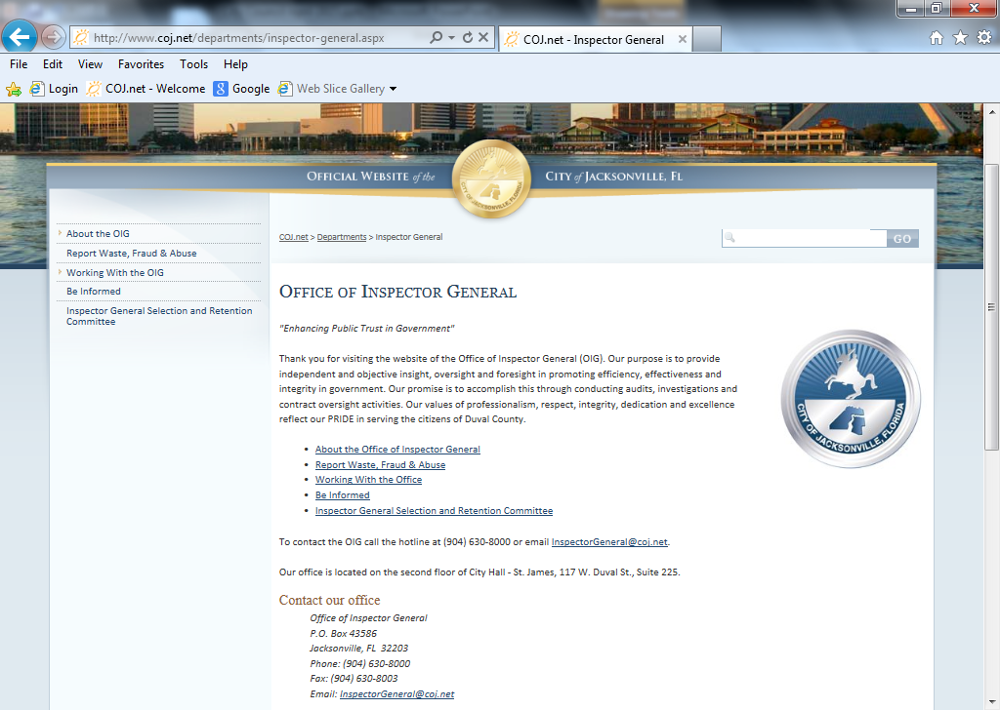 http://www.coj.net/departments/inspector-general.aspx
COJ.net - Inspector General
File Edit View Favorites Tools Help
Login COJ.net - Welcome Google Web Slice Gallery
OFFICIAL WEBSITE of the CITY of JACKSONVILLE, FL
CITY OF JACKSONVILLE, FLORIDA
About the OIG
Report Waste, Fraud & Abuse
Working With the OIG
Be Informed
Inspector General Selection and Retention
Committee
COJ.net > Departments > Inspector General
GO
OFFICE OF INSPECTOR GENERAL
"Enhancing Public Trust in Government"
Thank you for visiting the website of the Office of Inspector General (OIG). Our purpose is to provide
independent and objective insight, oversight and foresight in promoting efficiency, effectiveness and
integrity in government. Our promise is to accomplish this through conducting audits, investigations and
contract oversight activities. Our values of professionalism, respect, integrity, dedication and excellence
reflect our PRIDE in serving the citizens of Duval County.
• About the Office of Inspector General
• Report Waste, Fraud & Abuse
• Working With the Office
• Be Informed
• Inspector General Selection and Retention Committee
CITY OF JACKSONVILLE, FLORIDA
To contact the OIG call the hotline at (904) 630-8000 or email InspectorGeneral@coj.net.
Our office is located on the second floor of City Hall - St. James, 117 W. Duval St., Suite 225.
Contact our office
Office of Inspector General
P.O. Box 43586
Jacksonville, FL 32203
Phone: (904) 630-8000
Fax: (904) 630-8003
Email: InspectorGeneral@coj.net